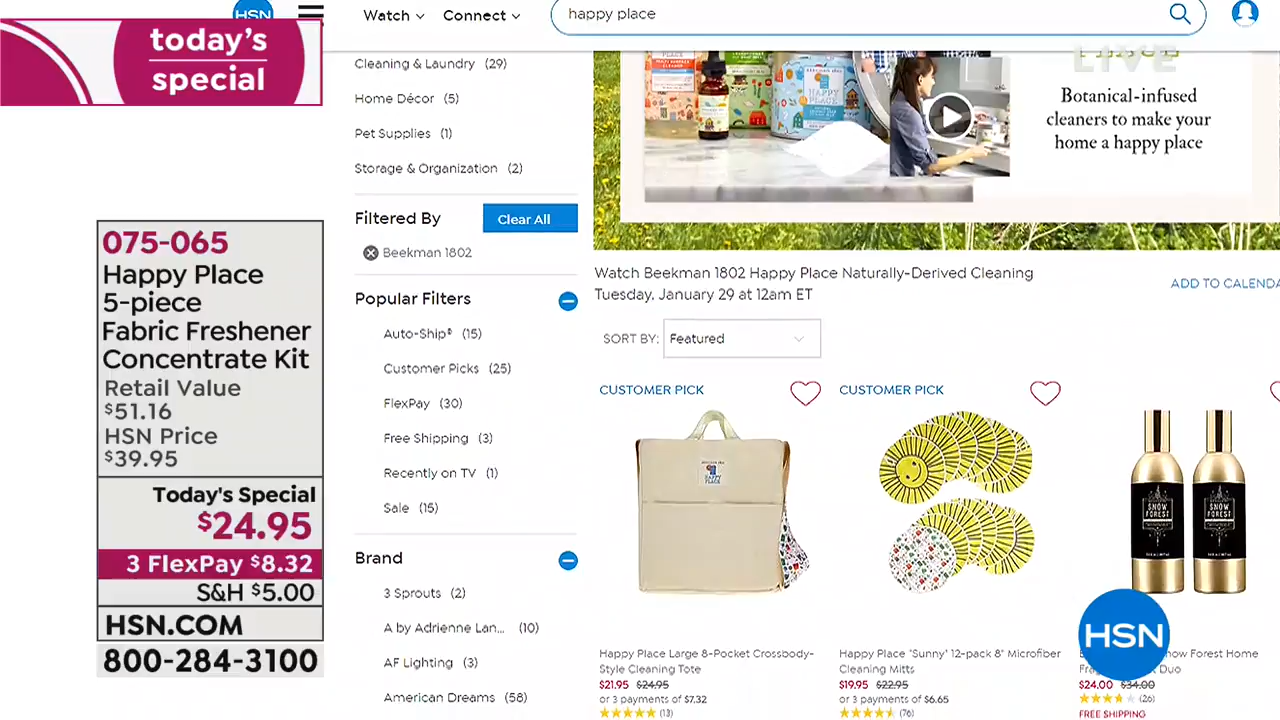 HSN
Watch
Connect
happy place
today's
special
LIVE
Cleaning & Laundry (29)
Home Décor (5)
Pet Supplies (1)
Storage & Organization (2)
Filtered By
Clear All
Beekman 1802
Popular Filters
Auto-Ship® (15)
Customer Picks (25)
FlexPay (30)
Free Shipping (3)
Recently on TV (1)
Sale (15)
Brand
3 Sprouts (2)
A by Adrienne Lan... (10)
AF Lighting (3)
American Dreams (58)
075-065
Happy Place
5-piece
Fabric Freshener
Concentrate Kit
Retail Value
$51.16
HSN Price
$39.95
Today's Special
$24.95
3 FlexPay $8.32
S&H $5.00
HSN.COM
800-284-3100
HAPPY
PLACE
Botanical-infused
cleaners to make your
home a happy place
Watch Beekman 1802 Happy Place Naturally-Derived Cleaning
Tuesday, January 29 at 12am ET
ADD TO CALENDA
SORT BY: Featured
CUSTOMER PICK
HAPPY
PLACE
Happy Place Large 8-Pocket Crossbody-
Style Cleaning Tote
$21.95 $24.95
or 3 payments of $7.32
(13)
CUSTOMER PICK
Happy Place "Sunny" 12-pack 8" Microfiber
Cleaning Mitts
$19.95 $22.95
or 3 payments of $6.65
(76)
SNOW
FOREST
SNOW
FOREST
HSN
now Forest Home
Duo
$24.00 $34.00
(26)
FREE SHIPPING